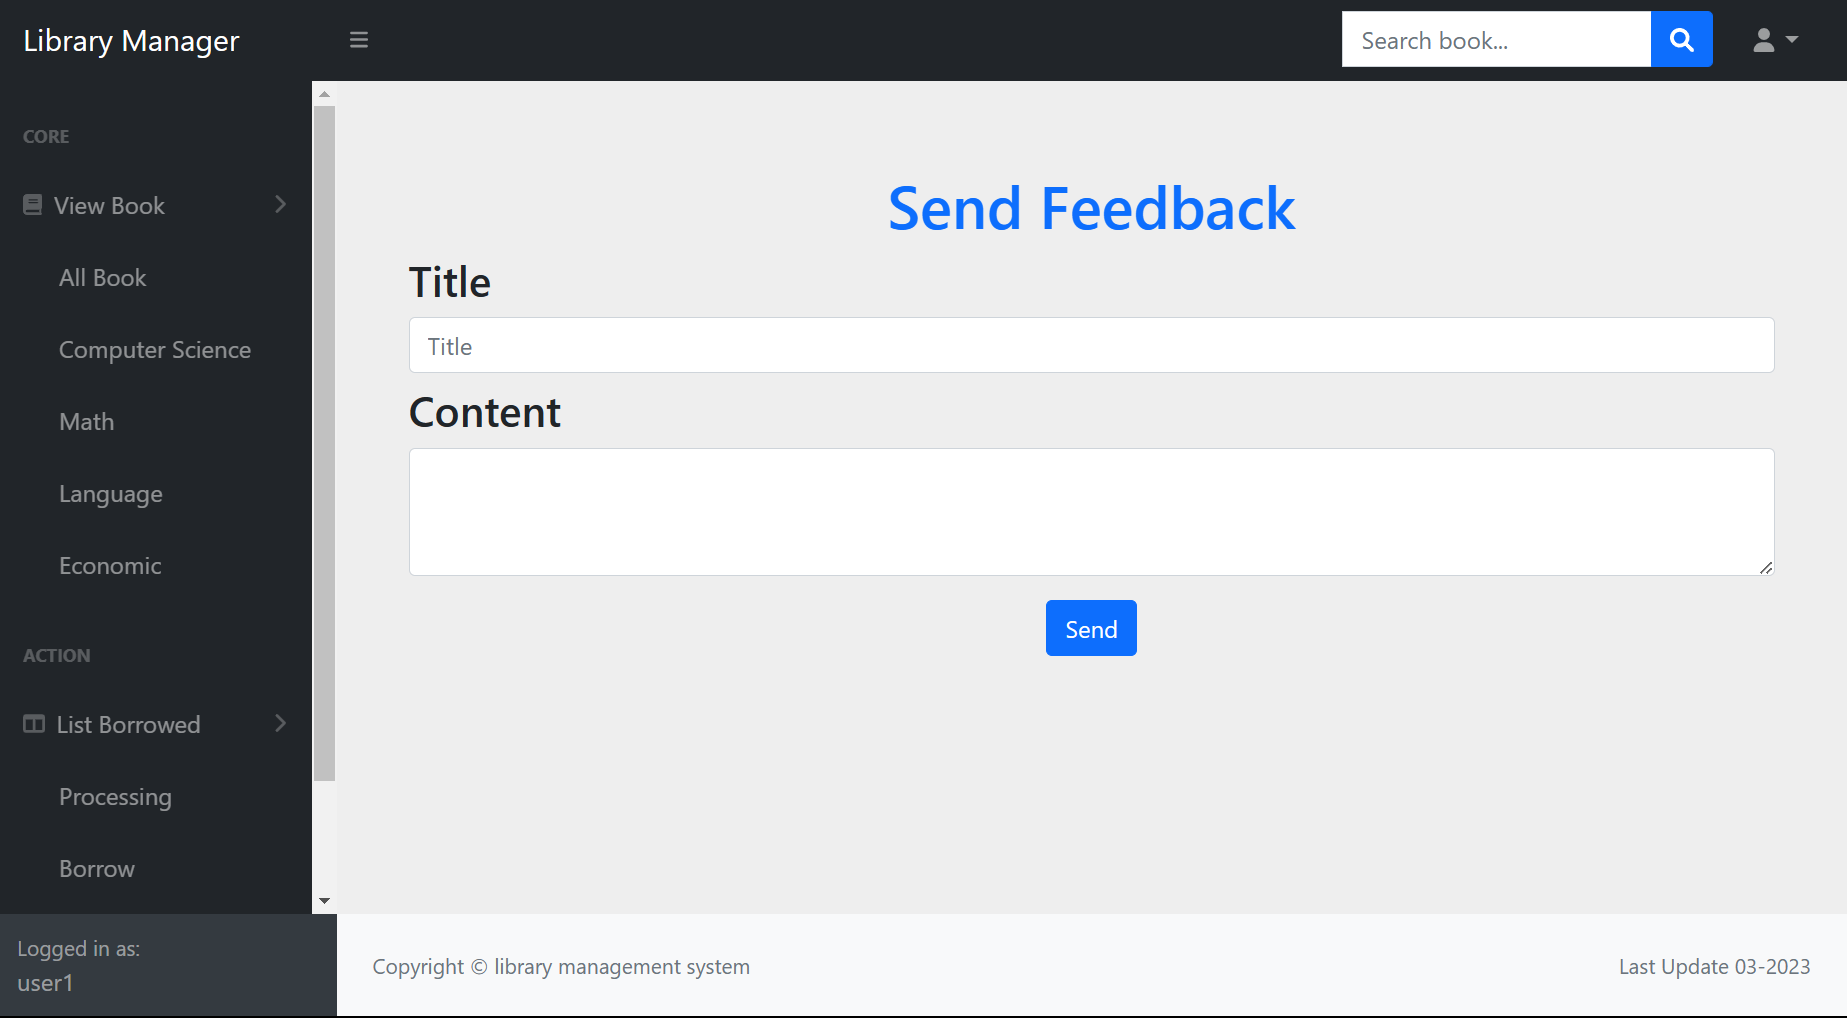 Library Manager
Search book...
CORE
View Book
All Book
Computer Science
Math
Language
Economic
ACTION
List Borrowed
Processing
Borrow
Logged in as:
user1
Send Feedback
Title
Title
Content
Send
Copyright © library management system
Last Update 03-2023